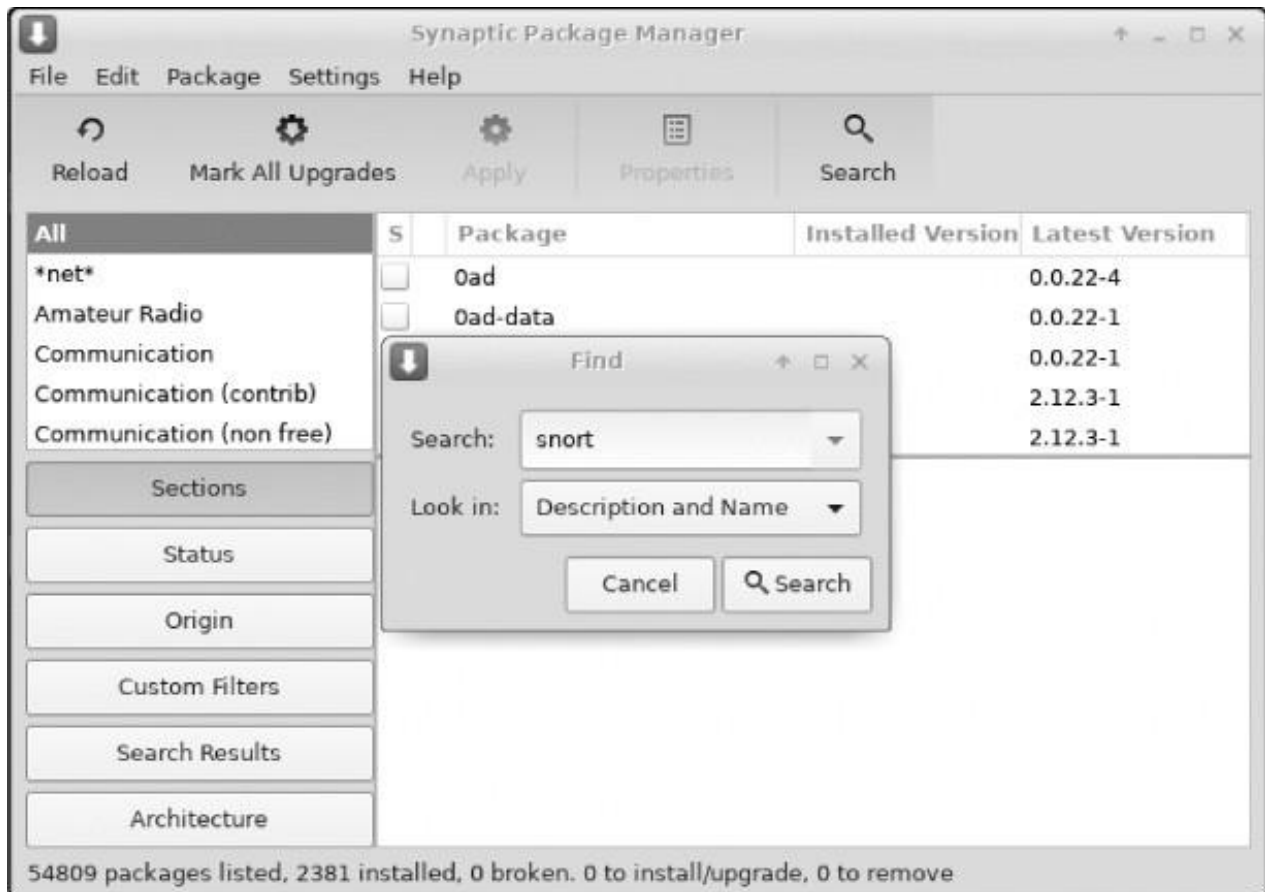 Synaptic Package Manager
File Edit Package Settings Help
Reload Mark All Upgrades Apply Properties Search
All
*net*
Amateur Radio
Communication
Communication (contrib)
Communication (non free)
S Package Installed Version Latest Version
0ad 0.0.22-4
0ad-data 0.0.22-1
0.0.22-1
2.12.3-1
2.12.3-1
Find
Search: snort
Look in: Description and Name
Cancel Search
Sections
Status
Origin
Custom Filters
Search Results
Architecture
54809 packages listed, 2381 installed, 0 broken. 0 to install/upgrade, 0 to remove